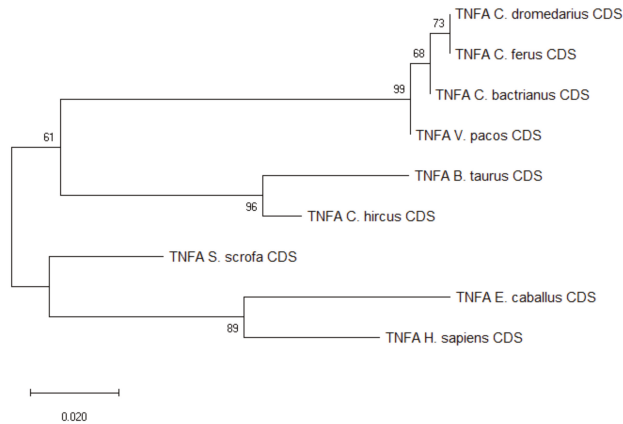 73
TNFA C. dromedarius CDS
68
TNFA C. ferus CDS
99
TNFA C. bactrianus CDS
61
TNFA V. pacos CDS
TNFA B. taurus CDS
96
TNFA C. hircus CDS
TNFA S. scrofa CDS
TNFA E. caballus CDS
89
TNFA H. sapiens CDS
0.020